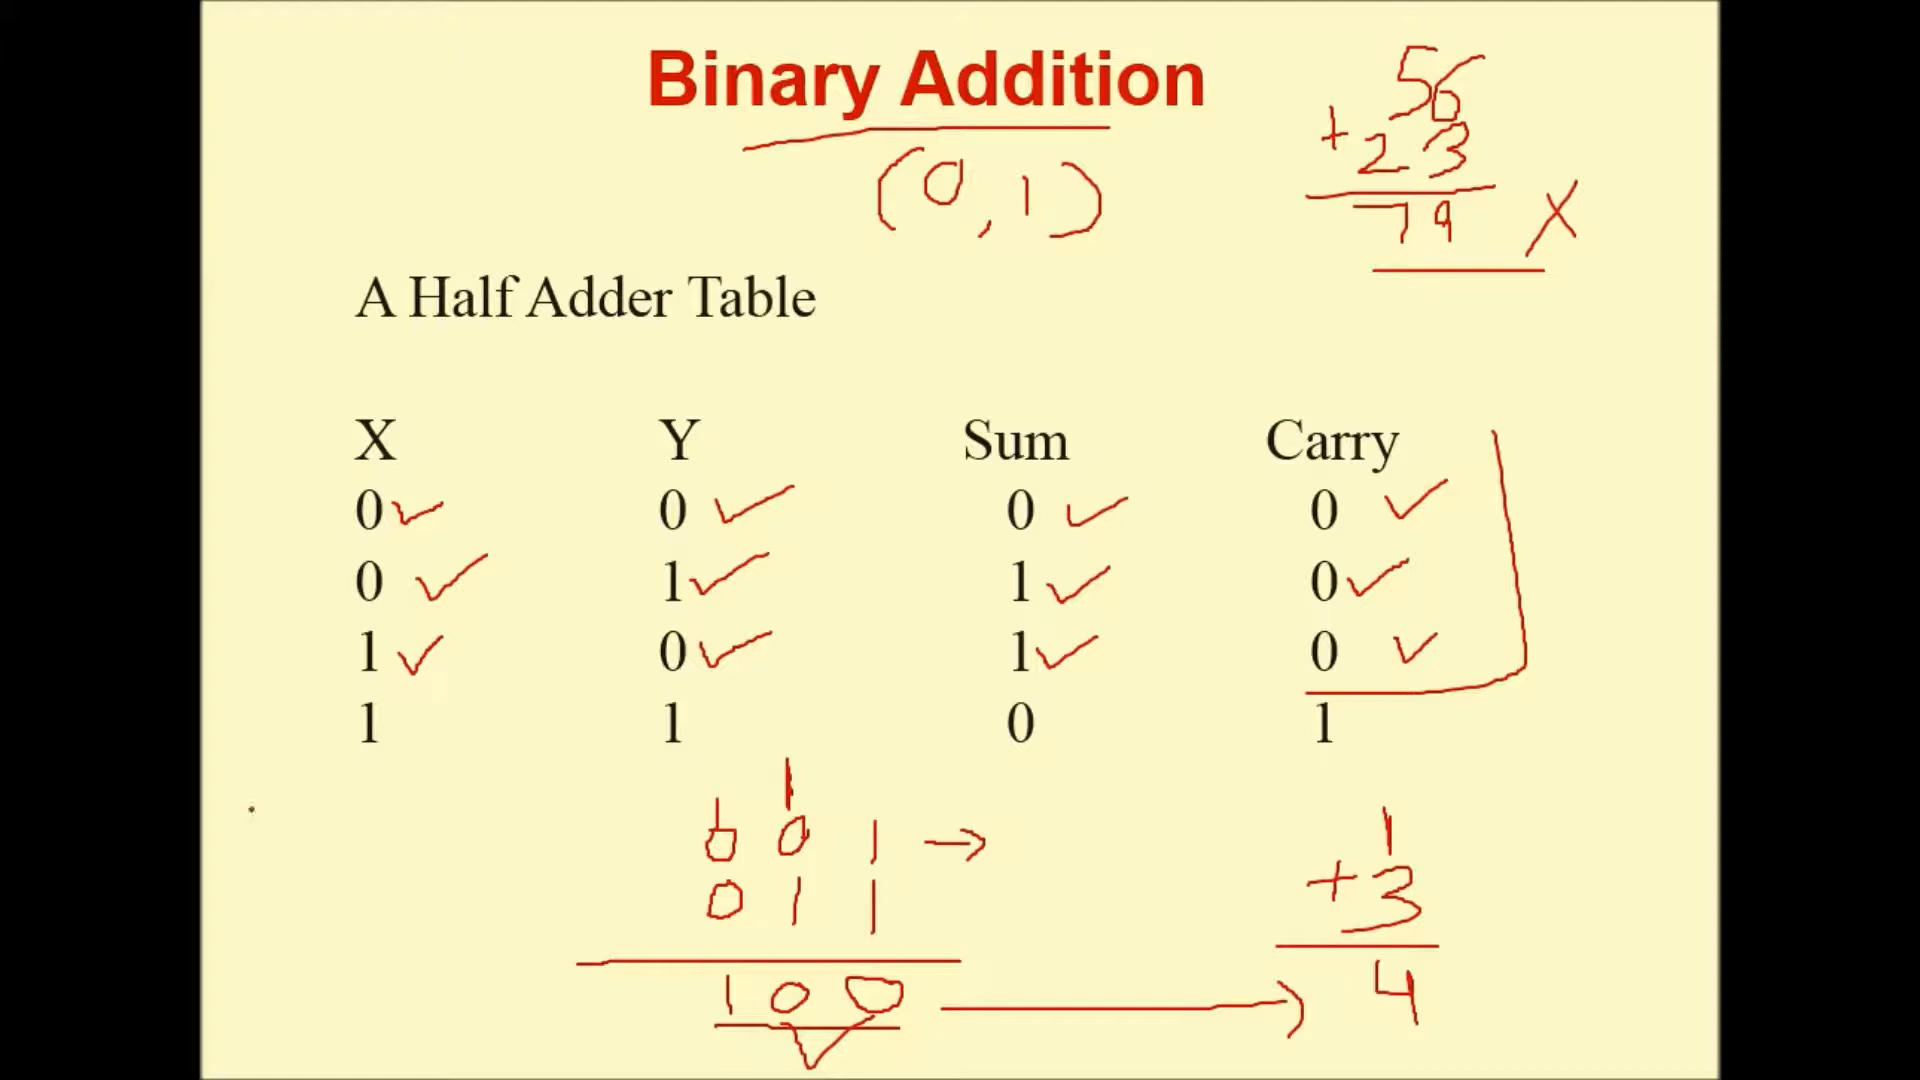 Binary Addition
56
+ 23
79 X
(0, 1)
A Half Adder Table
X Y Sum Carry
0 0 0 0
0 1 1 0
1 0 1 0
1 1 0 1
1 1
0 0 1 →
0 1 1
1 0 0 →
1
+ 3
4